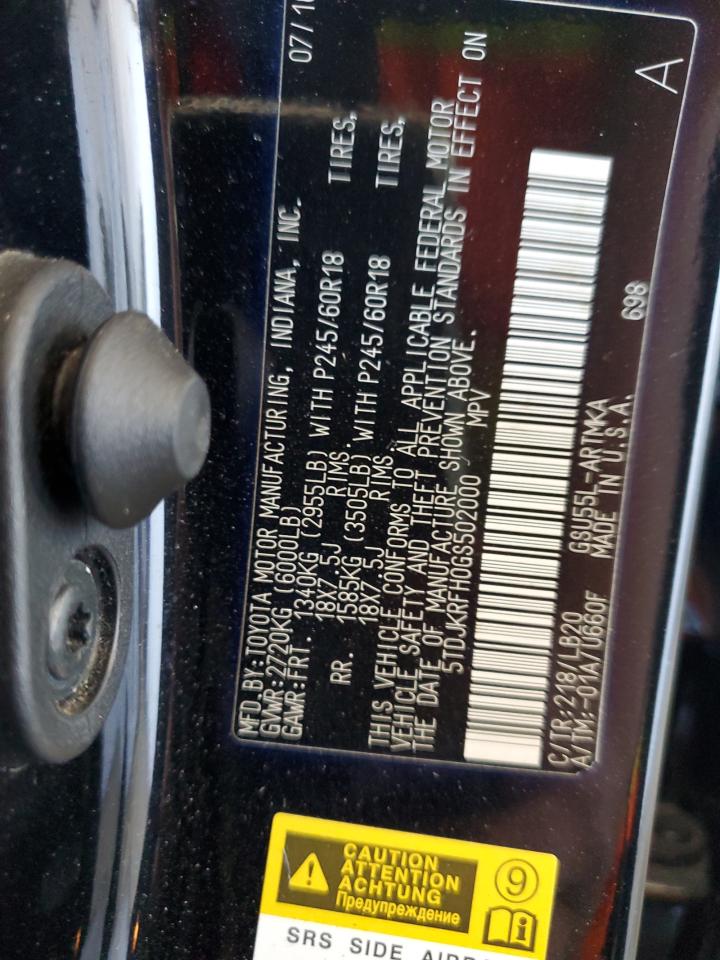 MFD.BY:TOYOTA MOTOR MANUFACTURING, INDIANA, INC. 07/16
GVWR:2720KG (6000LB)
GAWR:FRT. 1340KG (2955LB) WITH P245/60R18 TIRES,
18X7.5J RIMS.
RR. 1585KG (3505LB) WITH P245/60R18 TIRES,
18X7.5J RIMS.
THIS VEHICLE CONFORMS TO ALL APPLICABLE FEDERAL MOTOR
VEHICLE SAFETY AND THEFT PREVENTION STANDARDS IN EFFECT ON
THE DATE OF MANUFACTURE SHOWN ABOVE.
5TDJKRFH0GS502000 MPV
C/TR:218/LB20 GSU55L-ARTMKA 698 A
A/TM:-01A/U660F MADE IN U.S.A.
CAUTION
ATTENTION
ACHTUNG
Предупреждение
9
SRS SIDE